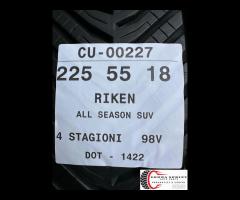 CU-00227
225 55 18
RIKEN
ALL SEASON SUV
4 STAGIONI 98V
DOT - 1422